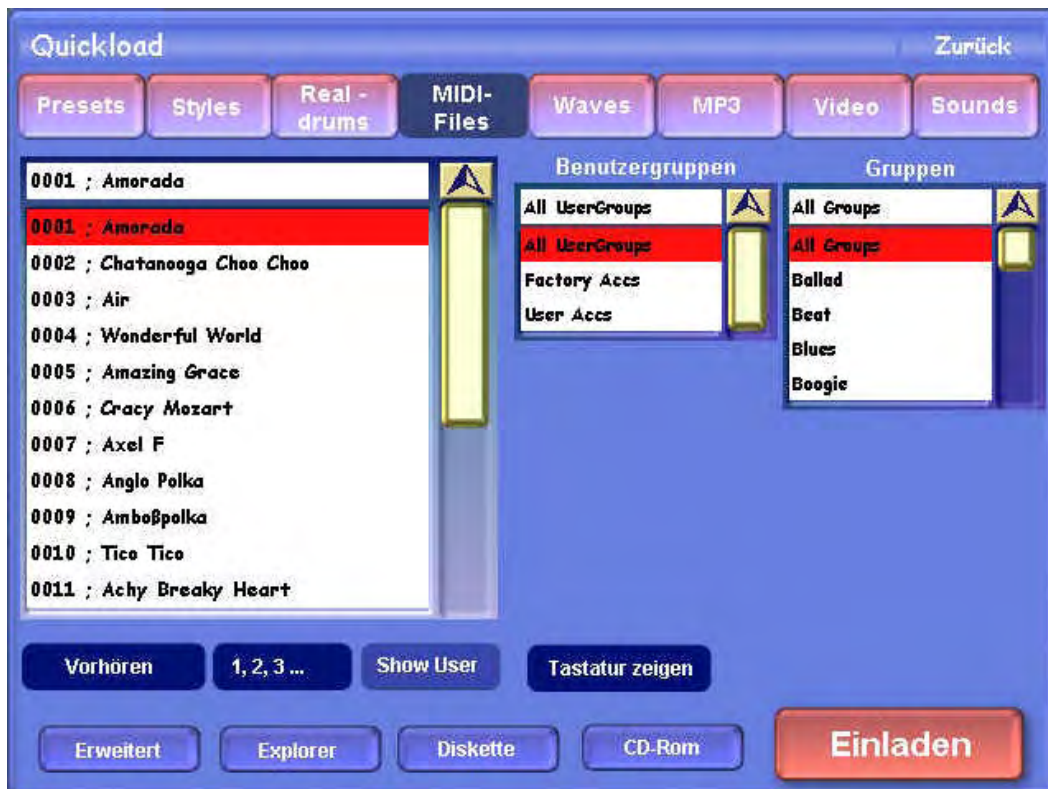 Quickload
Zurück
Presets
Styles
Real -
drums
MIDI-
Files
Waves
MP3
Video
Sounds
0001 ; Amorada
0001 ; Amorada
0002 ; Chatanooga Choo Choo
0003 ; Air
0004 ; Wonderful World
0005 ; Amazing Grace
0006 ; Cracy Mozart
0007 ; Axel F
0008 ; Anglo Polka
0009 ; Amboßpolka
0010 ; Tico Tico
0011 ; Achy Breaky Heart
Benutzergruppen
All UserGroups
All UserGroups
Factory Accs
User Accs
Gruppen
All Groups
All Groups
Ballad
Beat
Blues
Boogie
Vorhören
1, 2, 3 ...
Show User
Tastatur zeigen
Erweitert
Explorer
Diskette
CD-Rom
Einladen